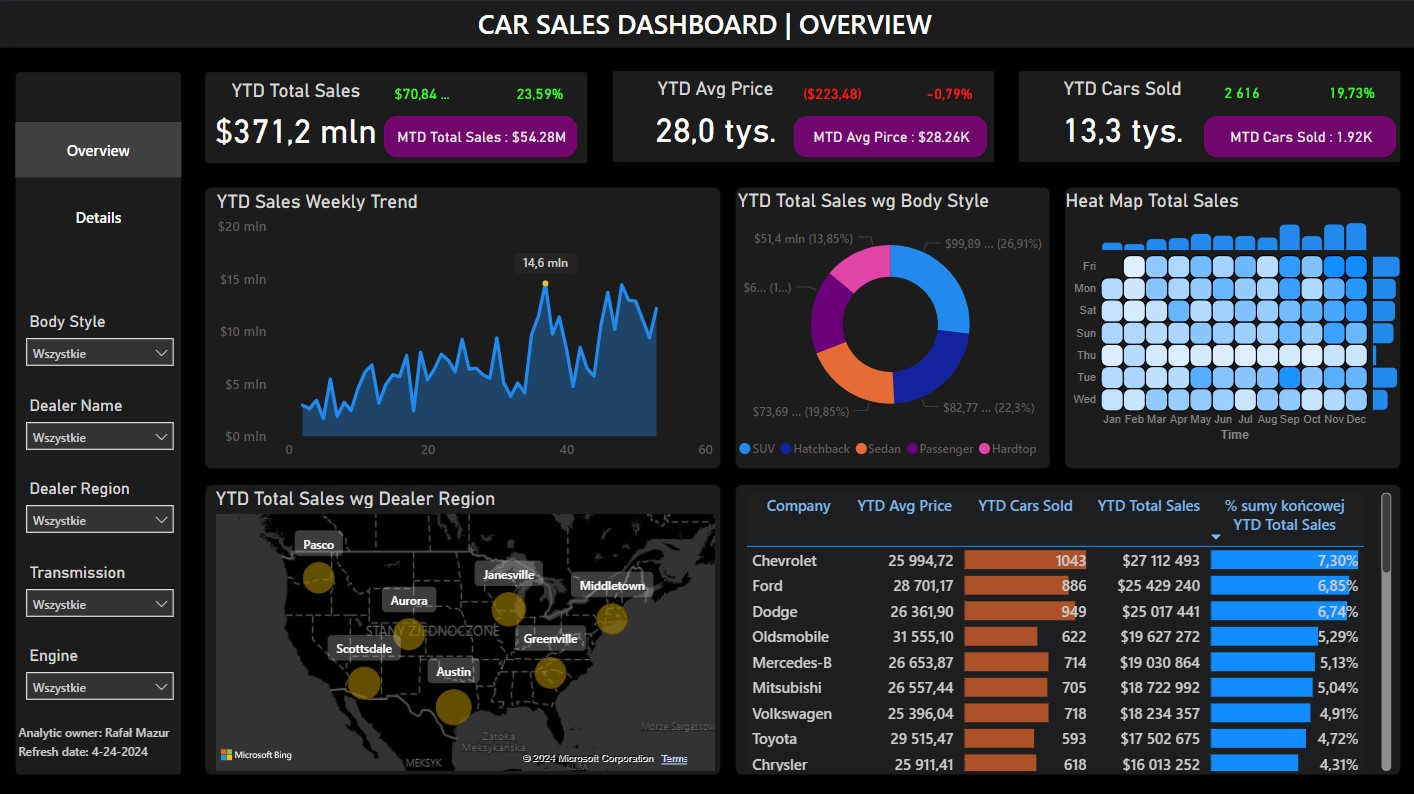 CAR SALES DASHBOARD | OVERVIEW
YTD Total Sales
$70,84 ...
23,59%
$371,2 mln
MTD Total Sales : $54.28M
YTD Avg Price
($223,48)
-0,79%
28,0 tys.
MTD Avg Pirce : $28.26K
YTD Cars Sold
2 616
19,73%
13,3 tys.
MTD Cars Sold : 1.92K
Overview
Details
Body Style
Wszystkie
Dealer Name
Wszystkie
Dealer Region
Wszystkie
Transmission
Wszystkie
Engine
Wszystkie
Analytic owner: Rafał Mazur
Refresh date: 4-24-2024
YTD Sales Weekly Trend
$20 mln
$15 mln
$10 mln
$5 mln
$0 mln
14,6 mln
0 20 40 60
YTD Total Sales wg Body Style
$51,4 mln (13,85%)
$99,89 ... (26,91%)
$6... (1...)
$73,69 ... (19,85%)
$82,77 ... (22,3%)
SUV Hatchback Sedan Passenger Hardtop
Heat Map Total Sales
Fri
Mon
Sat
Sun
Thu
Tue
Wed
Jan Feb Mar Apr May Jun Jul Aug Sep Oct Nov Dec
Time
YTD Total Sales wg Dealer Region
Pasco
Janesville
Middletown
Aurora
STANY ZJEDNOCZONE
Greenville
Scottsdale
Austin
Morze Sargassow
Zatoka
Meksykańska
MEKSYK
Microsoft Bing
© 2024 Microsoft Corporation Terms
Company YTD Avg Price YTD Cars Sold YTD Total Sales % sumy końcowej
YTD Total Sales
Chevrolet 25 994,72 1043 $27 112 493 7,30%
Ford 28 701,17 886 $25 429 240 6,85%
Dodge 26 361,90 949 $25 017 441 6,74%
Oldsmobile 31 555,10 622 $19 627 272 5,29%
Mercedes-B 26 653,87 714 $19 030 864 5,13%
Mitsubishi 26 557,44 705 $18 722 992 5,04%
Volkswagen 25 396,04 718 $18 234 357 4,91%
Toyota 29 515,47 593 $17 502 675 4,72%
Chrysler 25 911,41 618 $16 013 252 4,31%